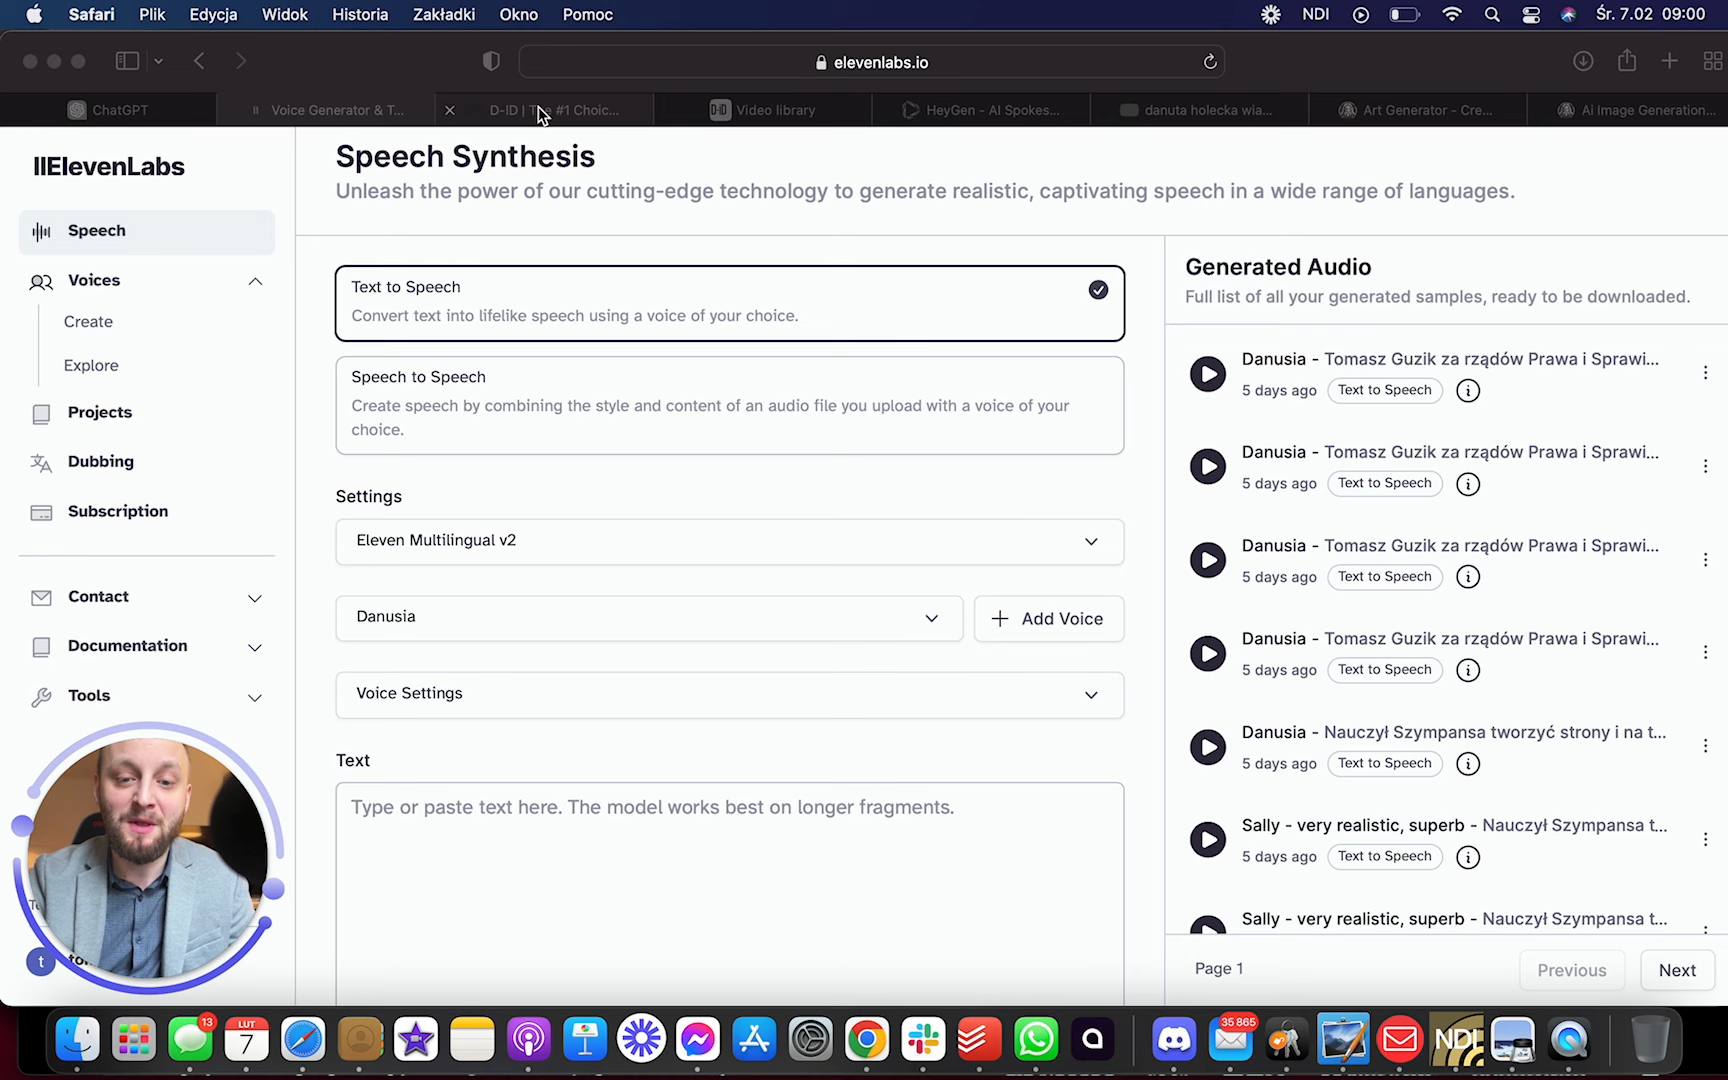 Safari Plik Edycja Widok Historia Zakładki Okno Pomoc NDI Śr. 7.02 09:00
elevenlabs.io
ChatGPT
Voice Generator & T...
D-ID | The #1 Choic...
D-ID Video library
HeyGen - AI Spokes...
danuta holecka wia...
Art Generator - Cre...
Ai Image Generation...
IIElevenLabs
Speech
Voices
Create
Explore
Projects
Dubbing
Subscription
Contact
Documentation
Tools
t
Speech Synthesis
Unleash the power of our cutting-edge technology to generate realistic, captivating speech in a wide range of languages.
Text to Speech
Convert text into lifelike speech using a voice of your choice.
Speech to Speech
Create speech by combining the style and content of an audio file you upload with a voice of your
choice.
Settings
Eleven Multilingual v2
Danusia
+ Add Voice
Voice Settings
Text
Type or paste text here. The model works best on longer fragments.
Generated Audio
Full list of all your generated samples, ready to be downloaded.
Danusia - Tomasz Guzik za rządów Prawa i Sprawi...
5 days ago Text to Speech
Danusia - Tomasz Guzik za rządów Prawa i Sprawi...
5 days ago Text to Speech
Danusia - Tomasz Guzik za rządów Prawa i Sprawi...
5 days ago Text to Speech
Danusia - Tomasz Guzik za rządów Prawa i Sprawi...
5 days ago Text to Speech
Danusia - Nauczył Szympansa tworzyć strony i na t...
5 days ago Text to Speech
Sally - very realistic, superb - Nauczył Szympansa t...
5 days ago Text to Speech
Sally - very realistic, superb - Nauczył Szympansa t...
Page 1
Previous
Next
13
LUT
7
35 865
NDI